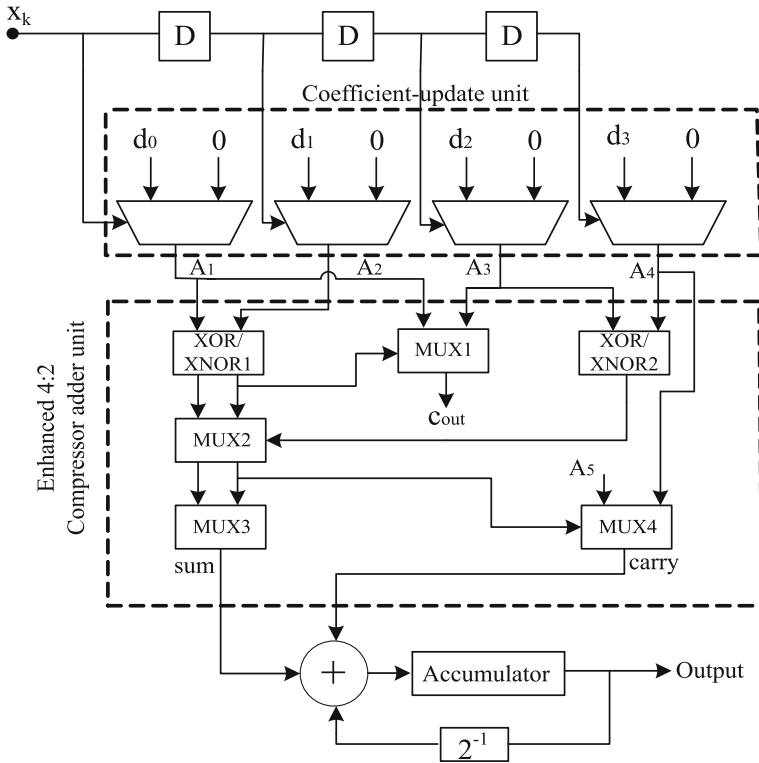 xk
D D D
Coefficient-update unit
d0 0 d1 0 d2 0 d3 0
A1 A2 A3 A4
Enhanced 4:2
Compressor adder unit
XOR/
XNOR1
MUX1
XOR/
XNOR2
cout
MUX2
A5
MUX3
MUX4
sum
carry
+
Accumulator
Output
2-1